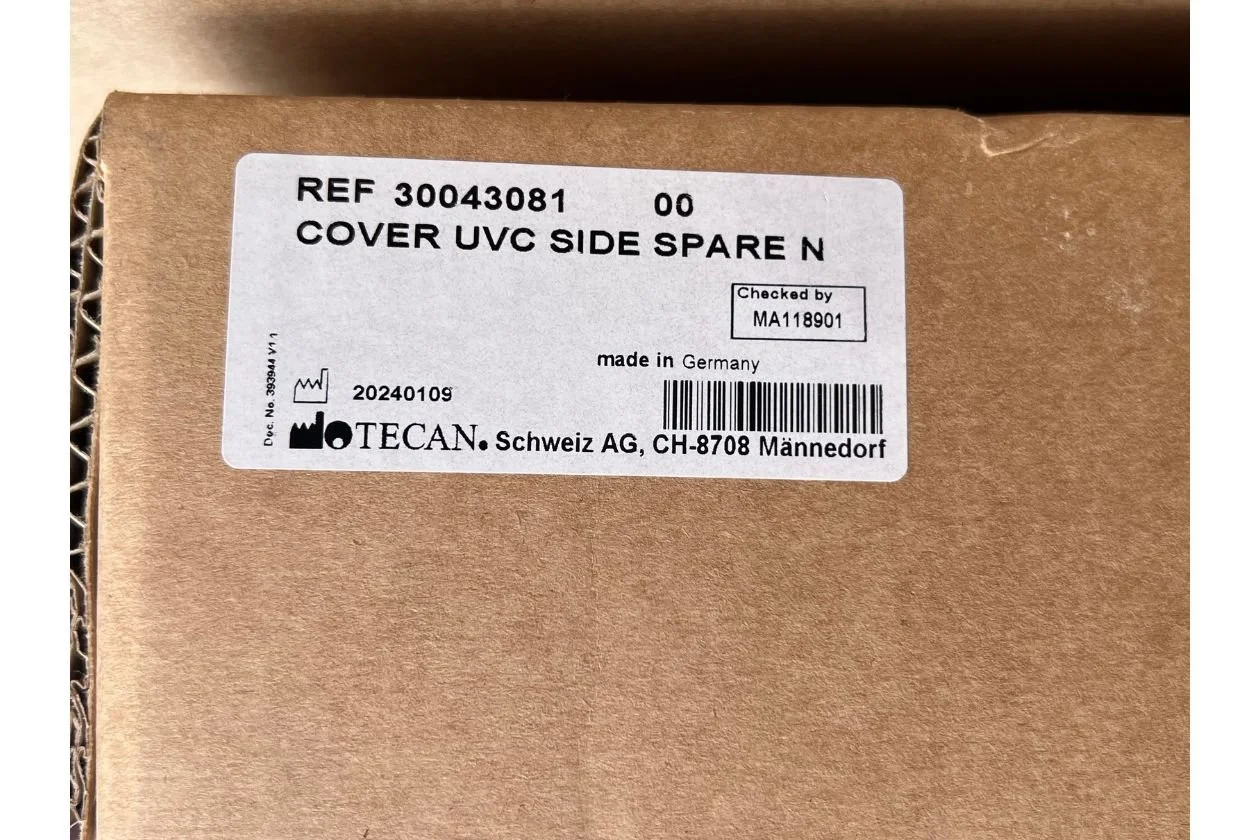 REF 30043081 00
COVER UVC SIDE SPARE N
Checked by
MA118901
made in Germany
20240109
Doc. No. 393944 V1.1
TECAN. Schweiz AG, CH-8708 Männedorf